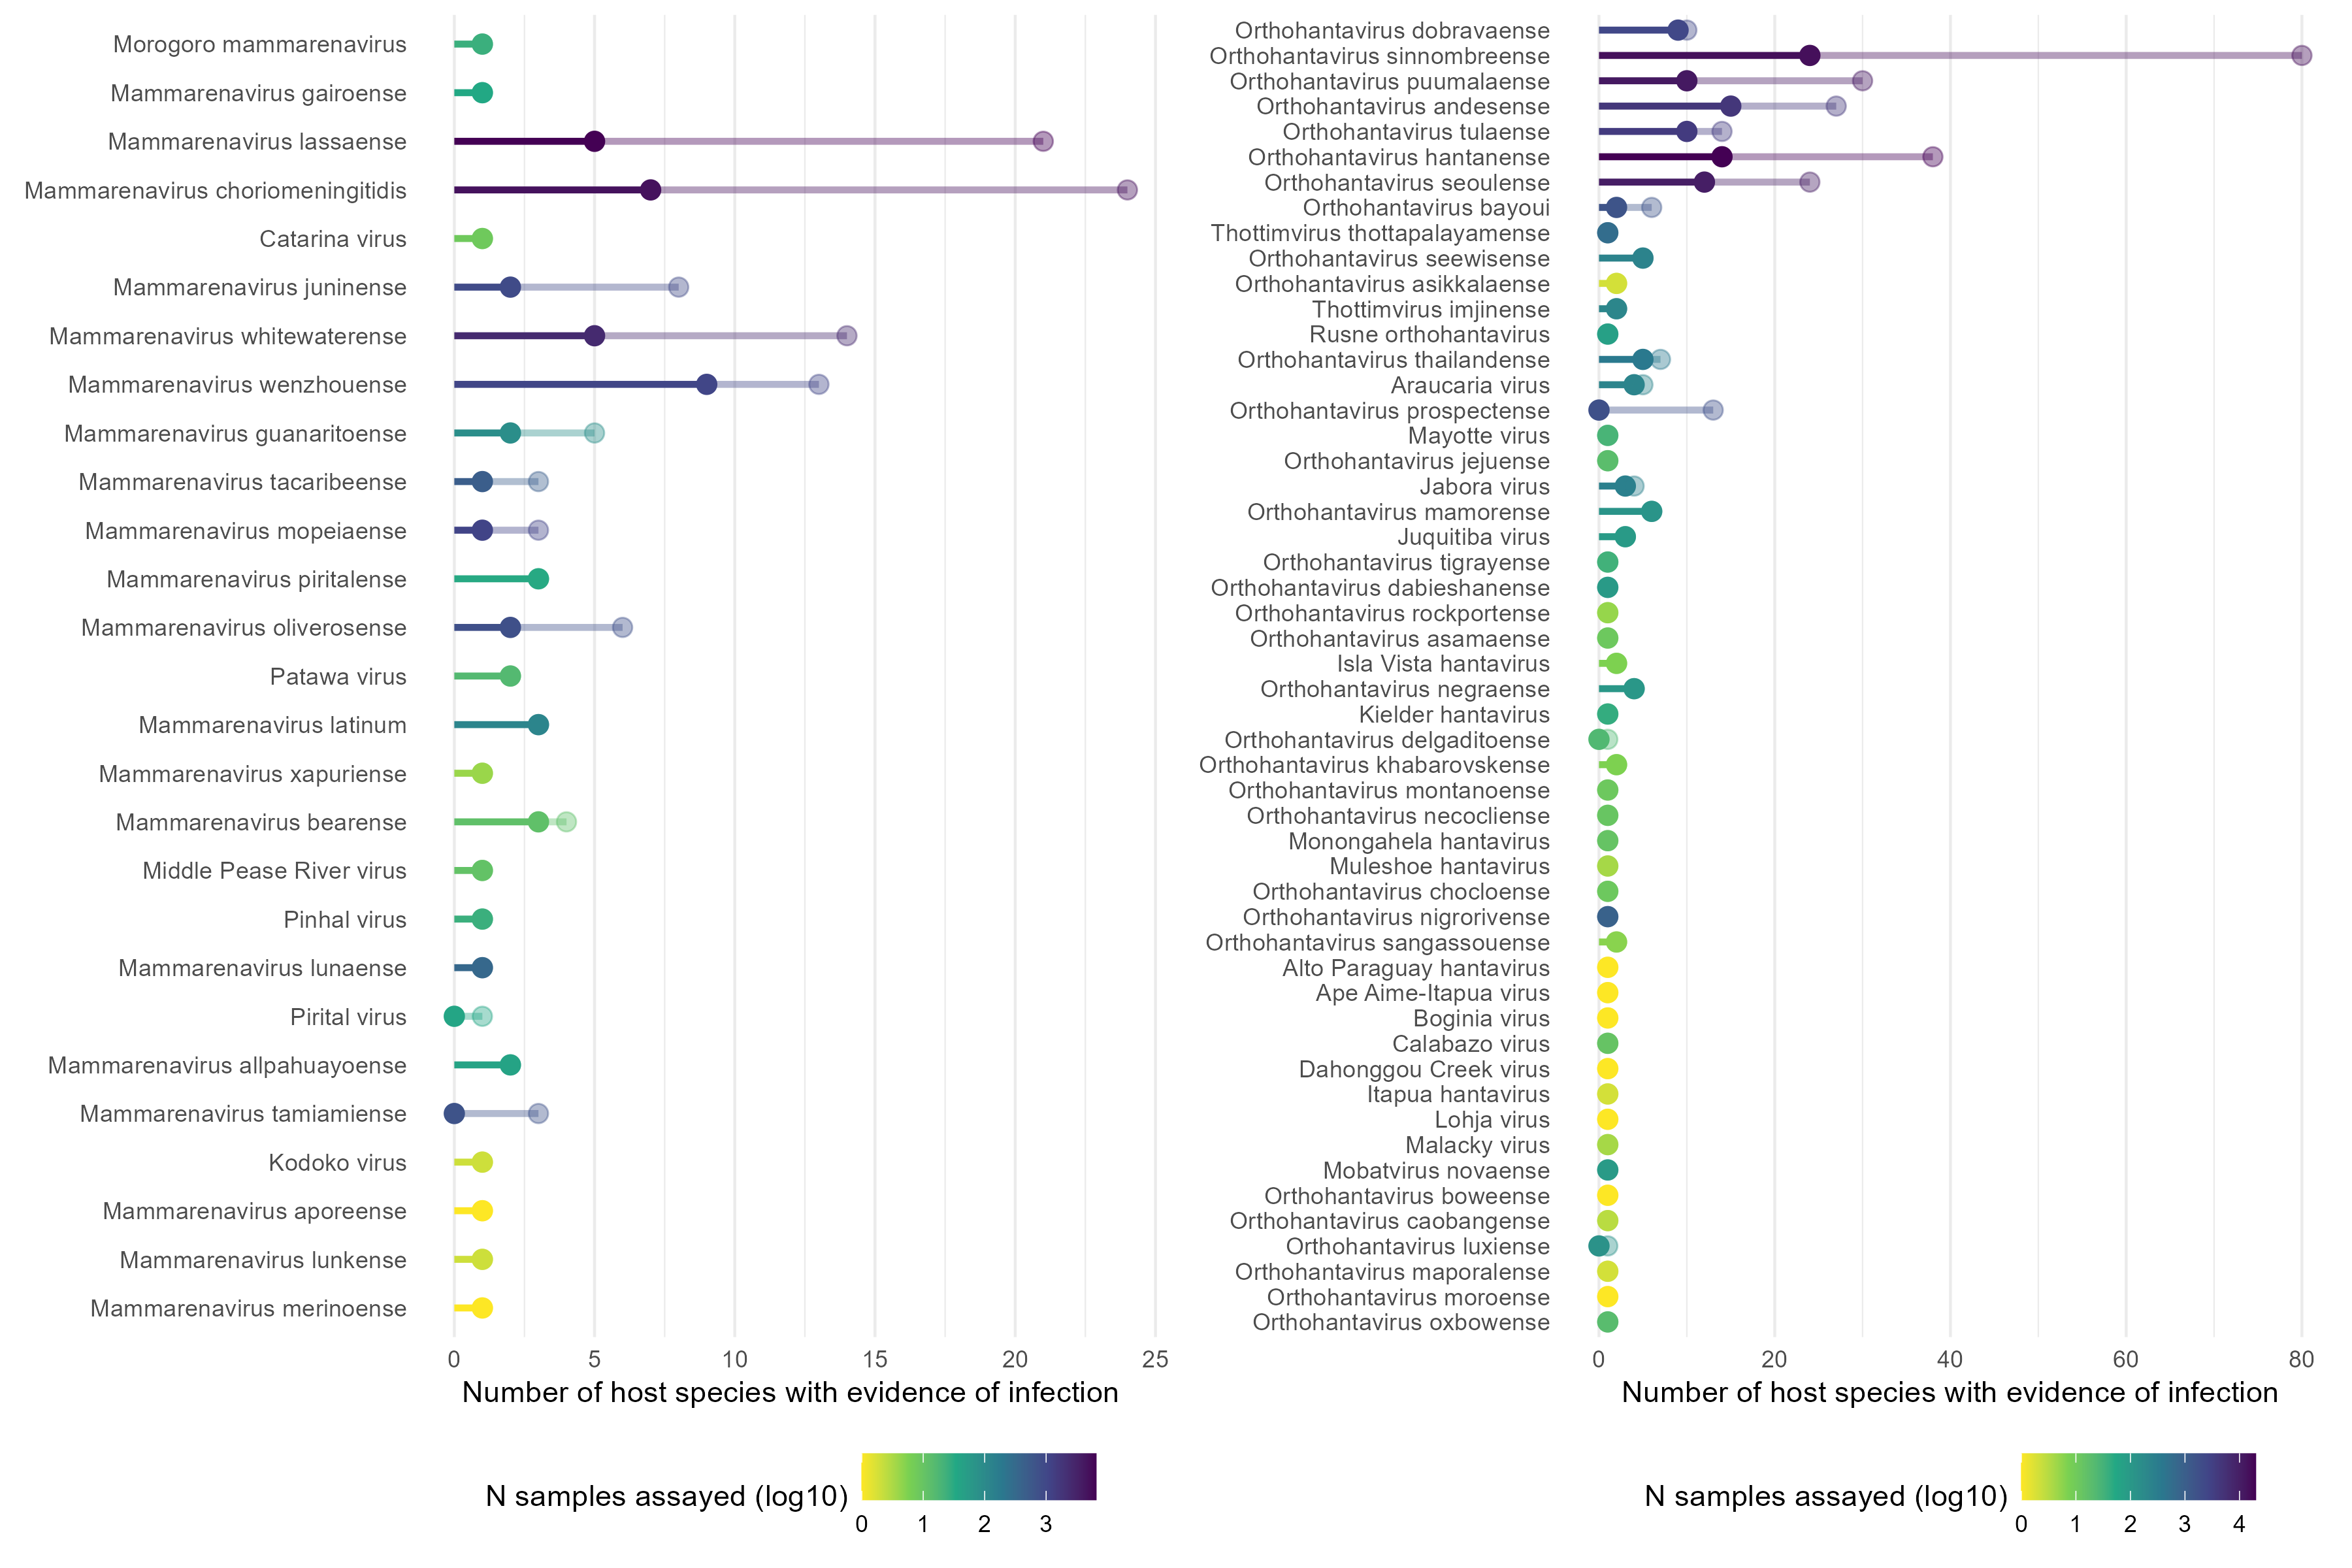 Morogoro mammarenavirus
Mammarenavirus gairoense
Mammarenavirus lassaense
Mammarenavirus choriomeningitidis
Catarina virus
Mammarenavirus juninense
Mammarenavirus whitewaterense
Mammarenavirus wenzhouense
Mammarenavirus guanaritoense
Mammarenavirus tacaribeense
Mammarenavirus mopeiaense
Mammarenavirus piritalense
Mammarenavirus oliverosense
Patawa virus
Mammarenavirus latinum
Mammarenavirus xapuriense
Mammarenavirus bearense
Middle Pease River virus
Pinhal virus
Mammarenavirus lunaense
Pirital virus
Mammarenavirus allpahuayoense
Mammarenavirus tamiamiense
Kodoko virus
Mammarenavirus aporeense
Mammarenavirus lunkense
Mammarenavirus merinoense
0 5 10 15 20 25
Number of host species with evidence of infection
N samples assayed (log10)
0 1 2 3
Orthohantavirus dobravaense
Orthohantavirus sinnombreense
Orthohantavirus puumalaense
Orthohantavirus andesense
Orthohantavirus tulaense
Orthohantavirus hantanense
Orthohantavirus seoulense
Orthohantavirus bayoui
Thottimvirus thottapalayamense
Orthohantavirus seewisense
Orthohantavirus asikkalaense
Thottimvirus imjinense
Rusne orthohantavirus
Orthohantavirus thailandense
Araucaria virus
Orthohantavirus prospectense
Mayotte virus
Orthohantavirus jejuense
Jabora virus
Orthohantavirus mamorense
Juquitiba virus
Orthohantavirus tigrayense
Orthohantavirus dabieshanense
Orthohantavirus rockportense
Orthohantavirus asamaense
Isla Vista hantavirus
Orthohantavirus negraense
Kielder hantavirus
Orthohantavirus delgaditoense
Orthohantavirus khabarovskense
Orthohantavirus montanoense
Orthohantavirus necocliense
Monongahela hantavirus
Muleshoe hantavirus
Orthohantavirus chocloense
Orthohantavirus nigrorivense
Orthohantavirus sangassouense
Alto Paraguay hantavirus
Ape Aime-Itapua virus
Boginia virus
Calabazo virus
Dahonggou Creek virus
Itapua hantavirus
Lohja virus
Malacky virus
Mobatvirus novaense
Orthohantavirus boweense
Orthohantavirus caobangense
Orthohantavirus luxiense
Orthohantavirus maporalense
Orthohantavirus moroense
Orthohantavirus oxbowense
0 20 40 60 80
Number of host species with evidence of infection
N samples assayed (log10)
0 1 2 3 4